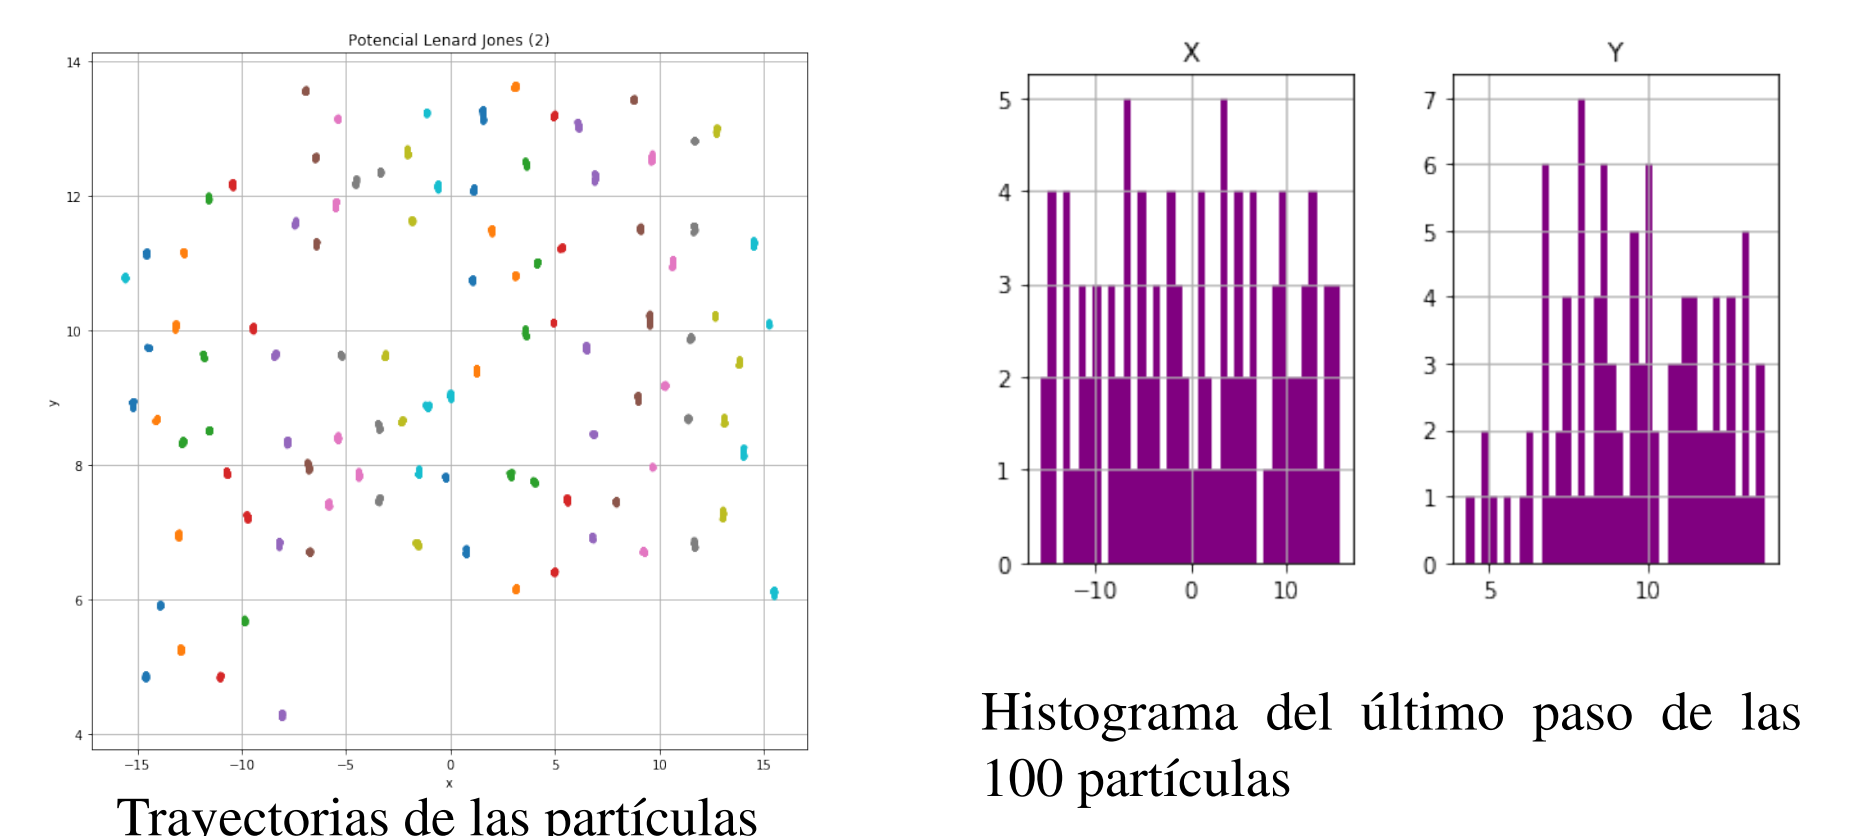 Potencial Lenard Jones (2)
14
12
10
8
6
4
y
−15 −10 −5 0 5 10 15
x
Trayectorias de las partículas
X
5
4
3
2
1
0
−10 0 10
Y
7
6
5
4
3
2
1
0
5 10
Histograma del último paso de las
100 partículas